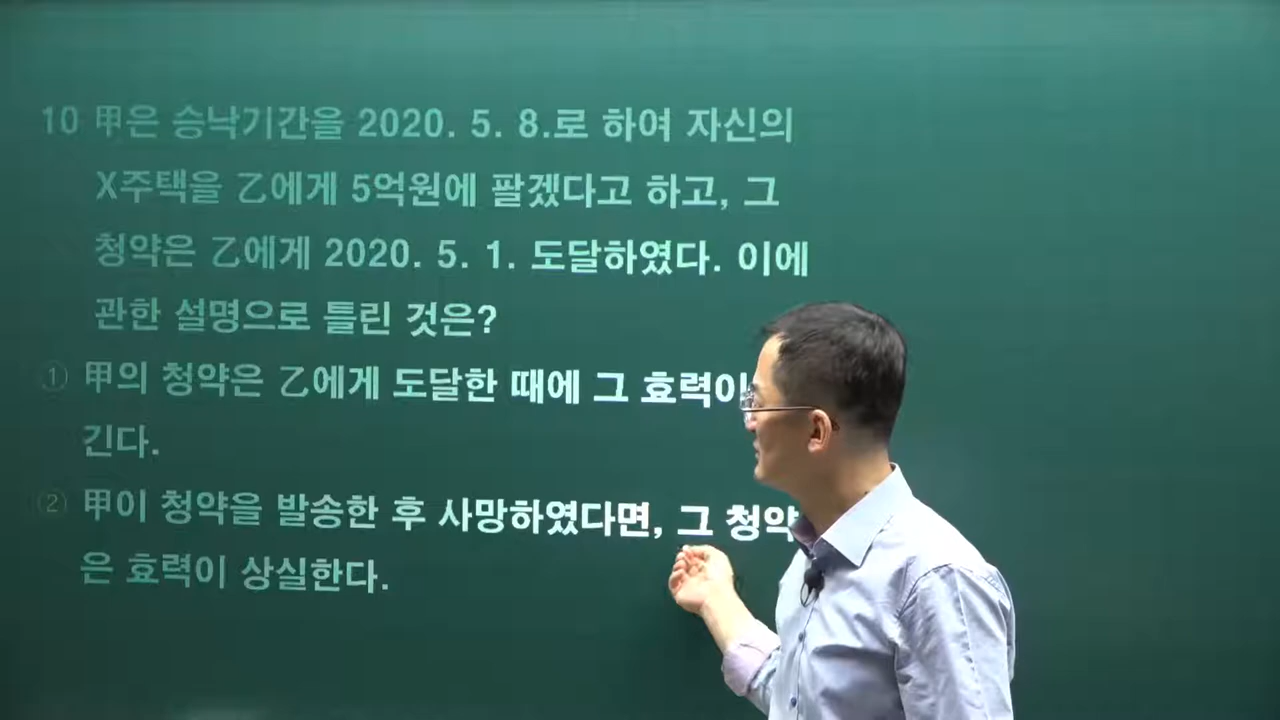 10 甲은 승낙기간을 2020. 5. 8.로 하여 자신의
X주택을 乙에게 5억원에 팔겠다고 하고, 그
청약은 乙에게 2020. 5. 1. 도달하였다. 이에
관한 설명으로 틀린 것은?
① 甲의 청약은 乙에게 도달한 때에 그 효력이
긴다.
② 甲이 청약을 발송한 후 사망하였다면, 그 청약
은 효력이 상실한다.